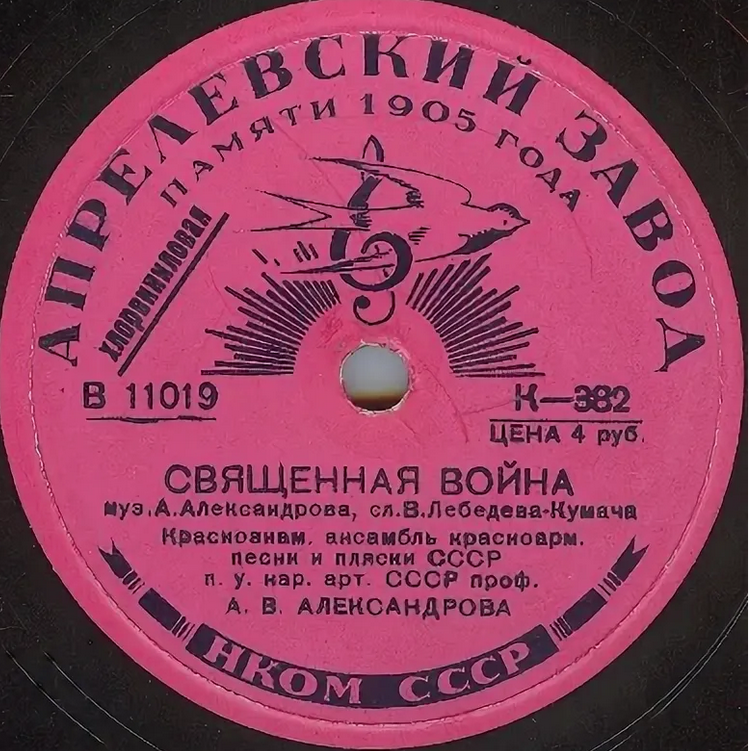 АПРЕЛЕВСКИЙ ЗАВОД
ПАМЯТИ 1905 ГОДА
хлорвиниловая
В 11019
К—382
ЦЕНА 4 руб.
СВЯЩЕННАЯ ВОЙНА
муз. А. Александрова, сл. В. Лебедева-Кумача
Краснознам. ансамбль красноарм.
песни и пляски СССР
п. у. нар. арт. СССР проф.
А. В. АЛЕКСАНДРОВА
НКОМ СССР